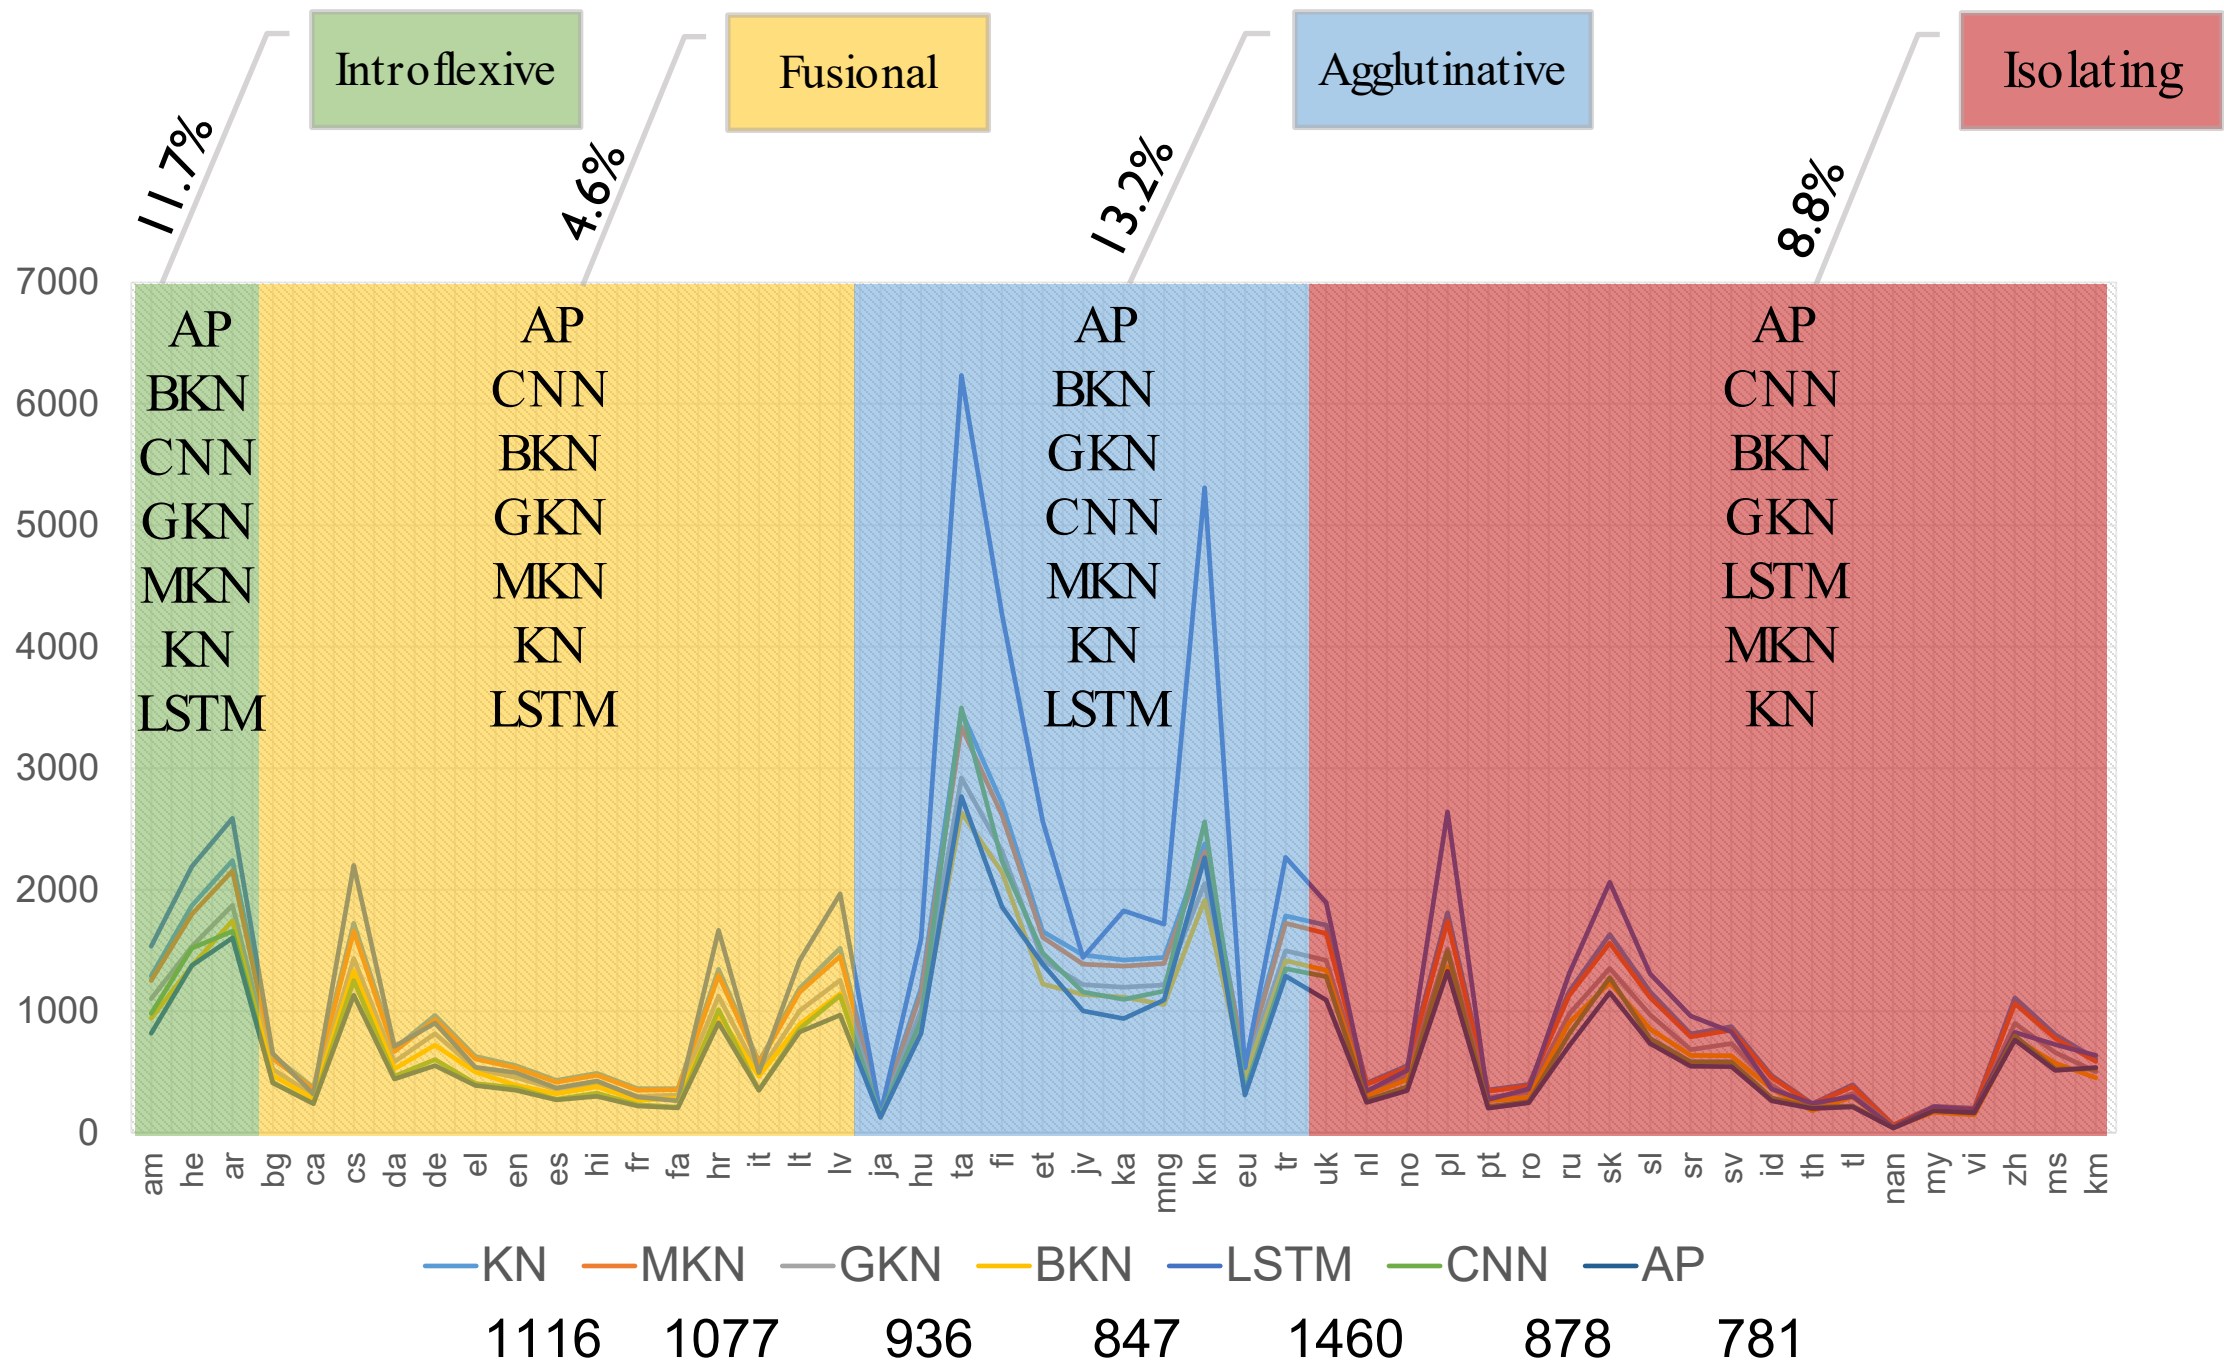 Introflexive
Fusional
Agglutinative
Isolating
11.7%
4.6%
13.2%
8.8%
7000
6000
5000
4000
3000
2000
1000
0
AP
BKN
CNN
GKN
MKN
KN
LSTM
AP
CNN
BKN
GKN
MKN
KN
LSTM
AP
BKN
GKN
CNN
MKN
KN
LSTM
AP
CNN
BKN
GKN
LSTM
MKN
KN
am he ar bg ca cs da de el en es hi fr fa hr it lt lv ja hu ta fi et jv ka mng kn eu tr uk nl no pl pt ro ru sk sl sr sv id th tl nan my vi zh ms km
KN MKN GKN BKN LSTM CNN AP
1116 1077 936 847 1460 878 781